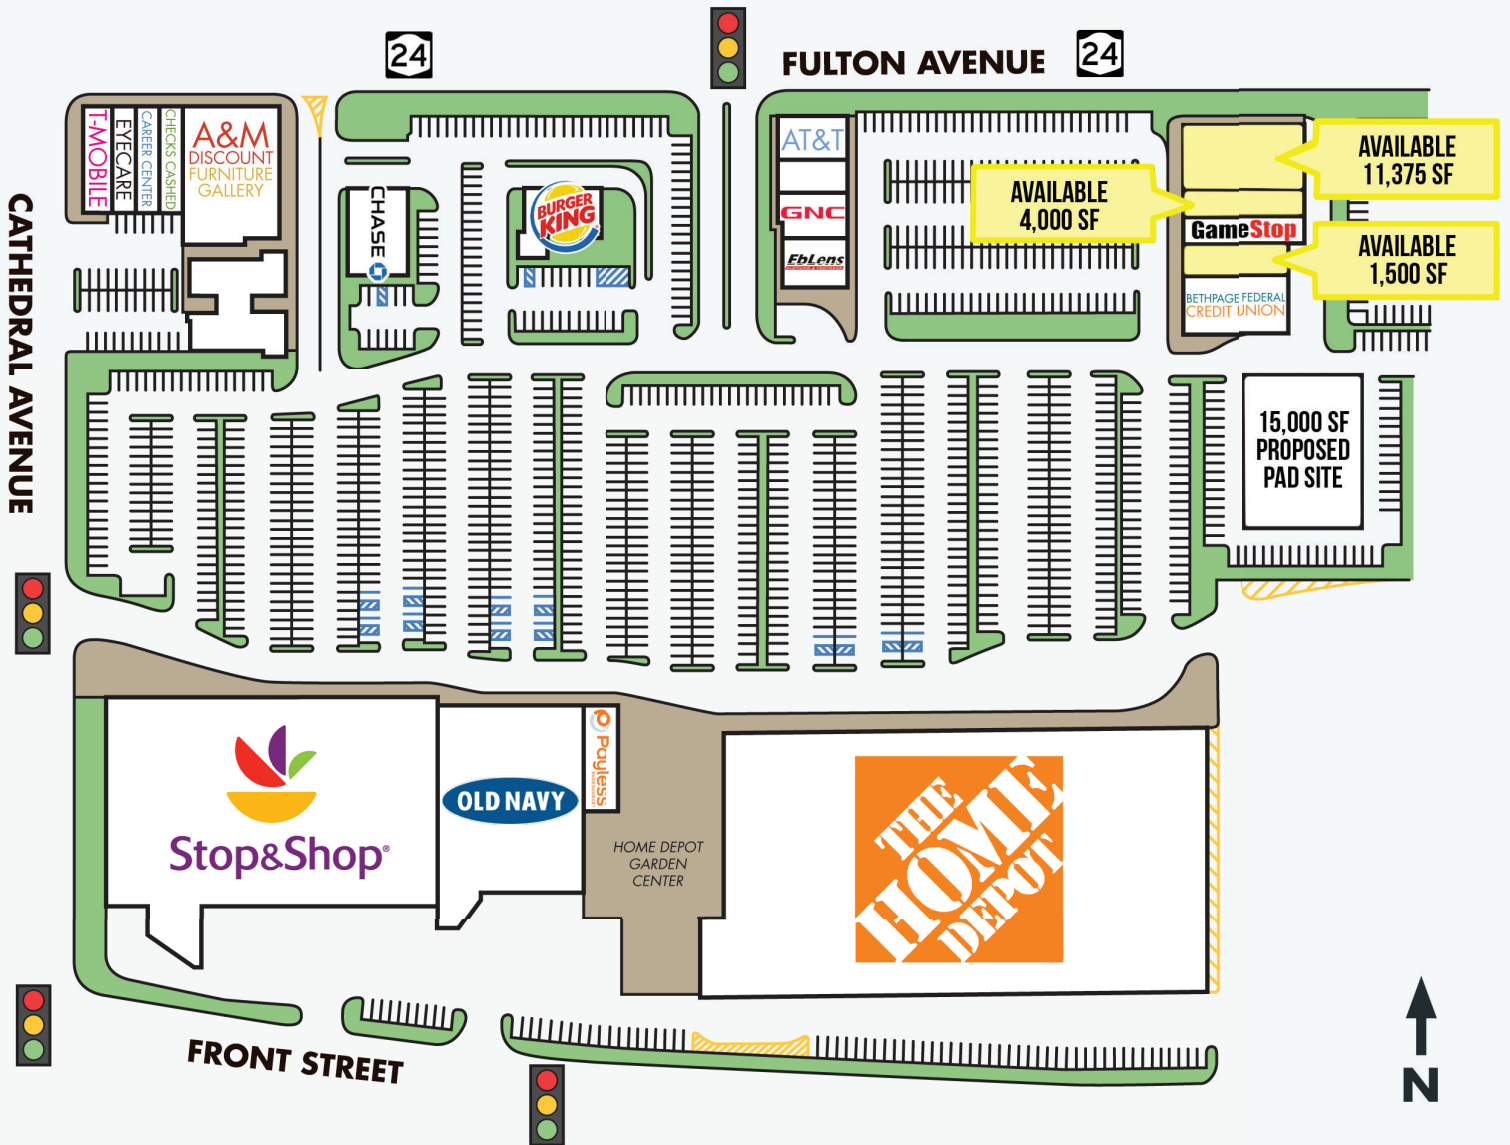 24
FULTON AVENUE
24
T-MOBILE
EYECARE
CAREER CENTER
CHECKS CASHED
A&M
DISCOUNT
FURNITURE
GALLERY
CHASE
BURGER
KING
AT&T
GNC
EbLens
AVAILABLE
4,000 SF
AVAILABLE
11,375 SF
GameStop
AVAILABLE
1,500 SF
BETHPAGE FEDERAL
CREDIT UNION
CATHEDRAL AVENUE
15,000 SF
PROPOSED
PAD SITE
Stop&Shop®
OLD NAVY
Payless
HOME DEPOT
GARDEN
CENTER
THE
HOME
DEPOT
FRONT STREET
N